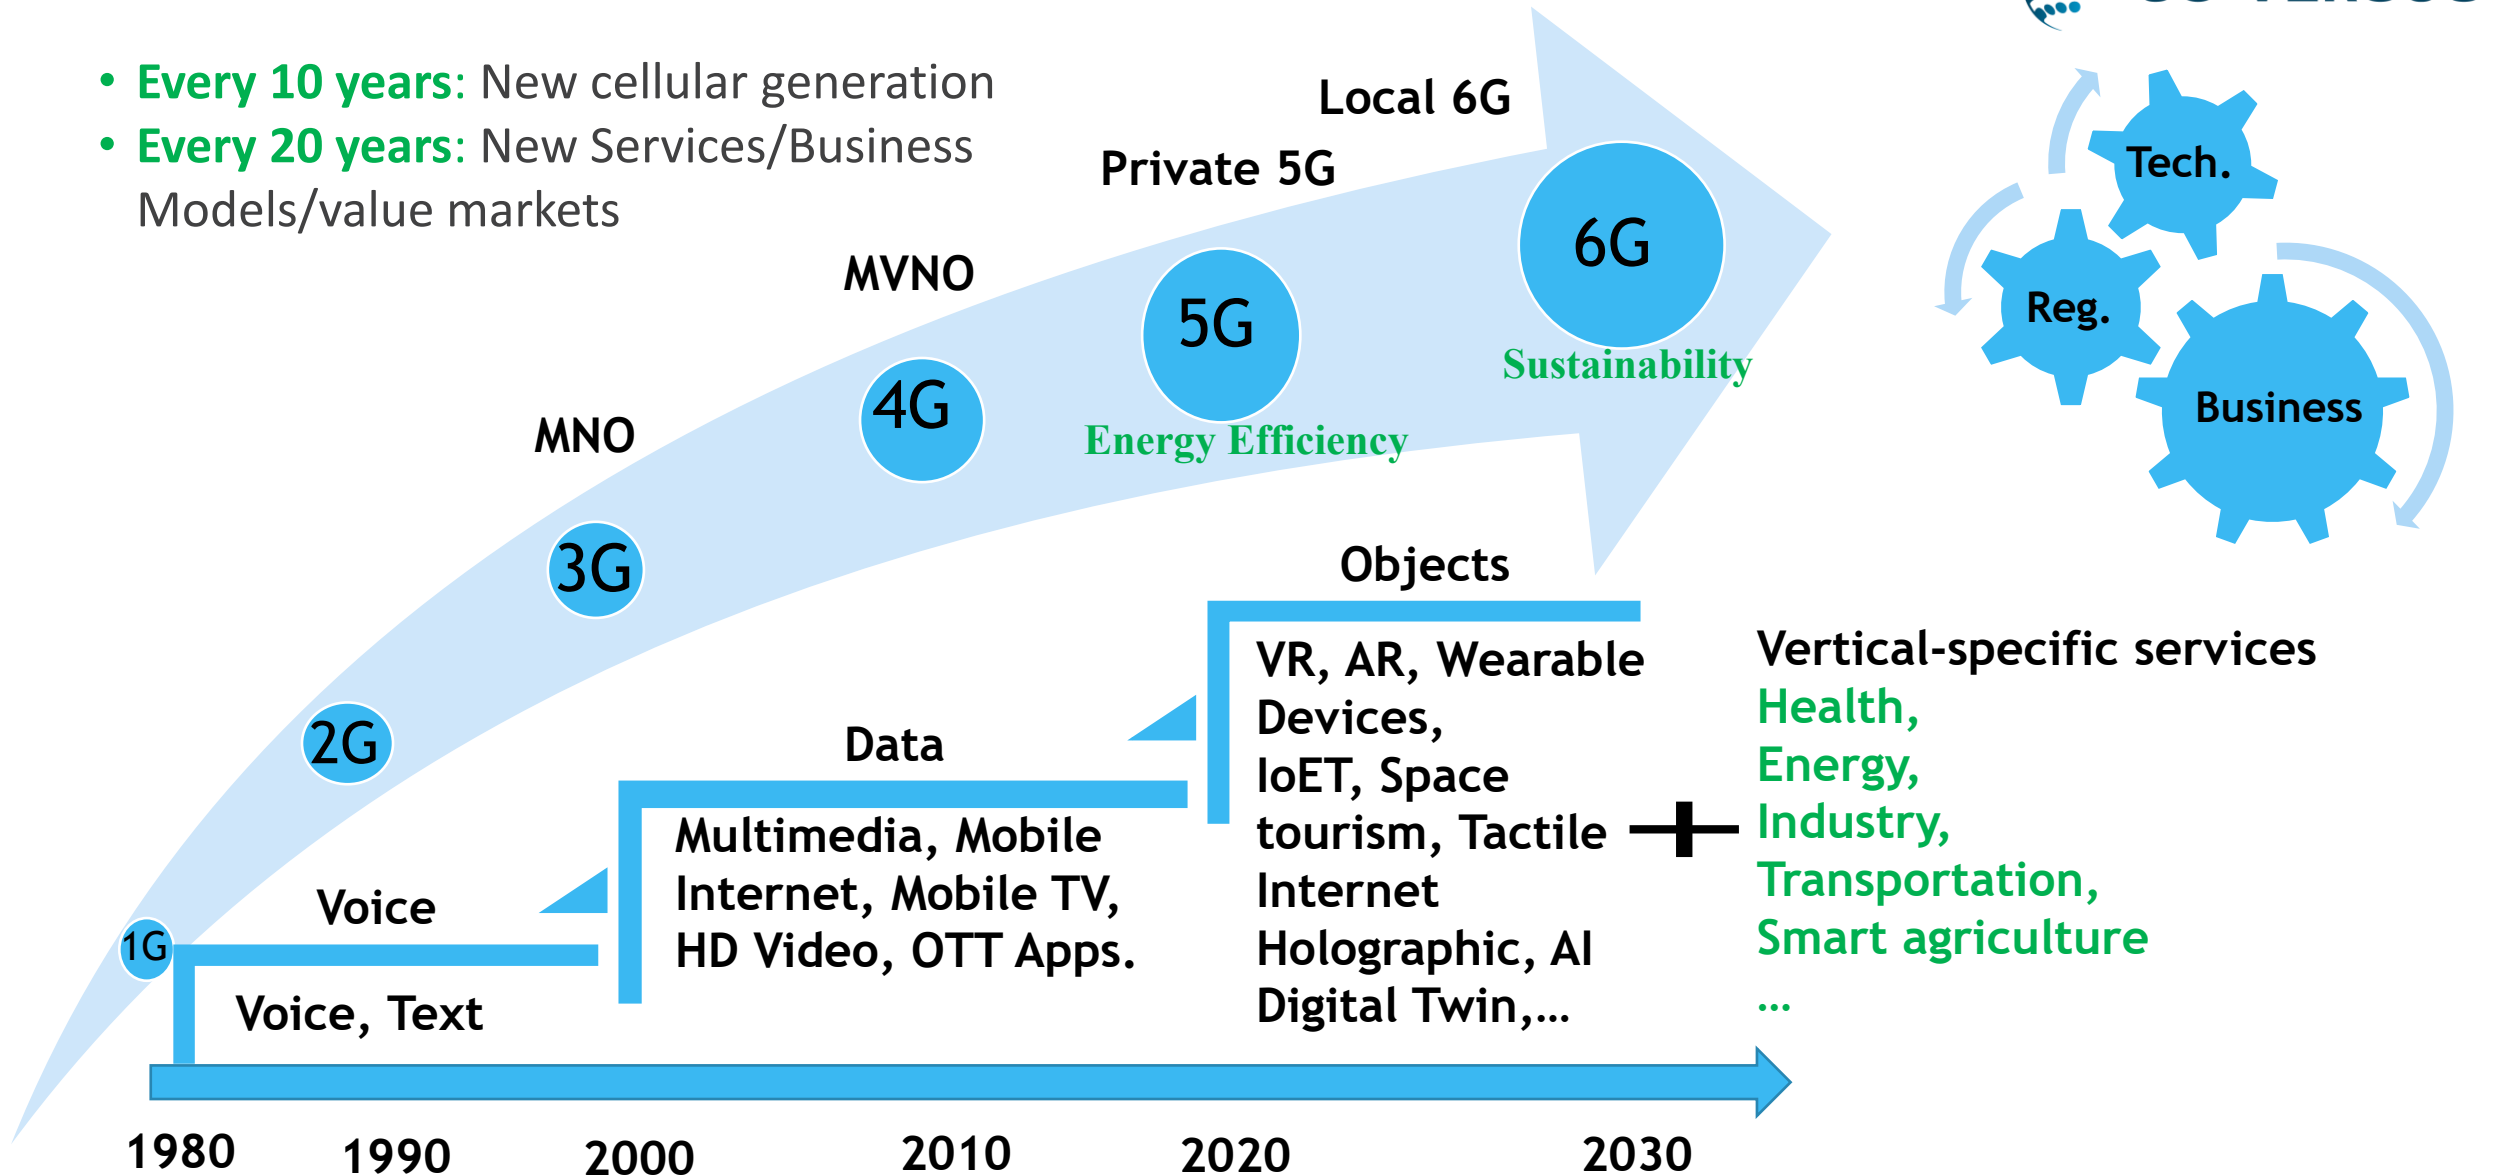 • Every 10 years: New cellular generation
• Every 20 years: New Services/Business
Models/value markets
Local 6G
Private 5G
MVNO
MNO
6G
5G
4G
3G
2G
1G
Sustainability
Energy Efficiency
Tech.
Reg.
Business
Objects
VR, AR, Wearable
Devices,
IoET, Space
tourism, Tactile
Internet
Holographic, AI
Digital Twin,...
Data
Multimedia, Mobile
Internet, Mobile TV,
HD Video, OTT Apps.
Voice
Voice, Text
Vertical-specific services
Health,
Energy,
Industry,
Transportation,
Smart agriculture
...
1980
1990
2000
2010
2020
2030